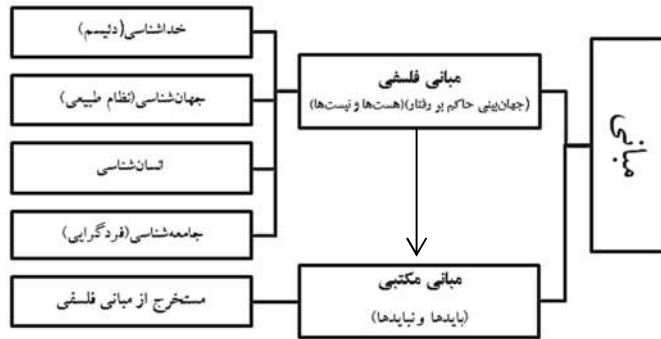 مبانی
مبانی فلسفی
(جهان‌بینی حاکم بر رفتار)(هست‌ها و نیست‌ها)
خداشناسی(دئیسم)
جهان‌شناسی(نظام طبیعی)
انسان‌شناسی
جامعه‌شناسی(فردگرایی)
مبانی مکتبی
(بایدها و نبایدها)
مستخرج از مبانی فلسفی